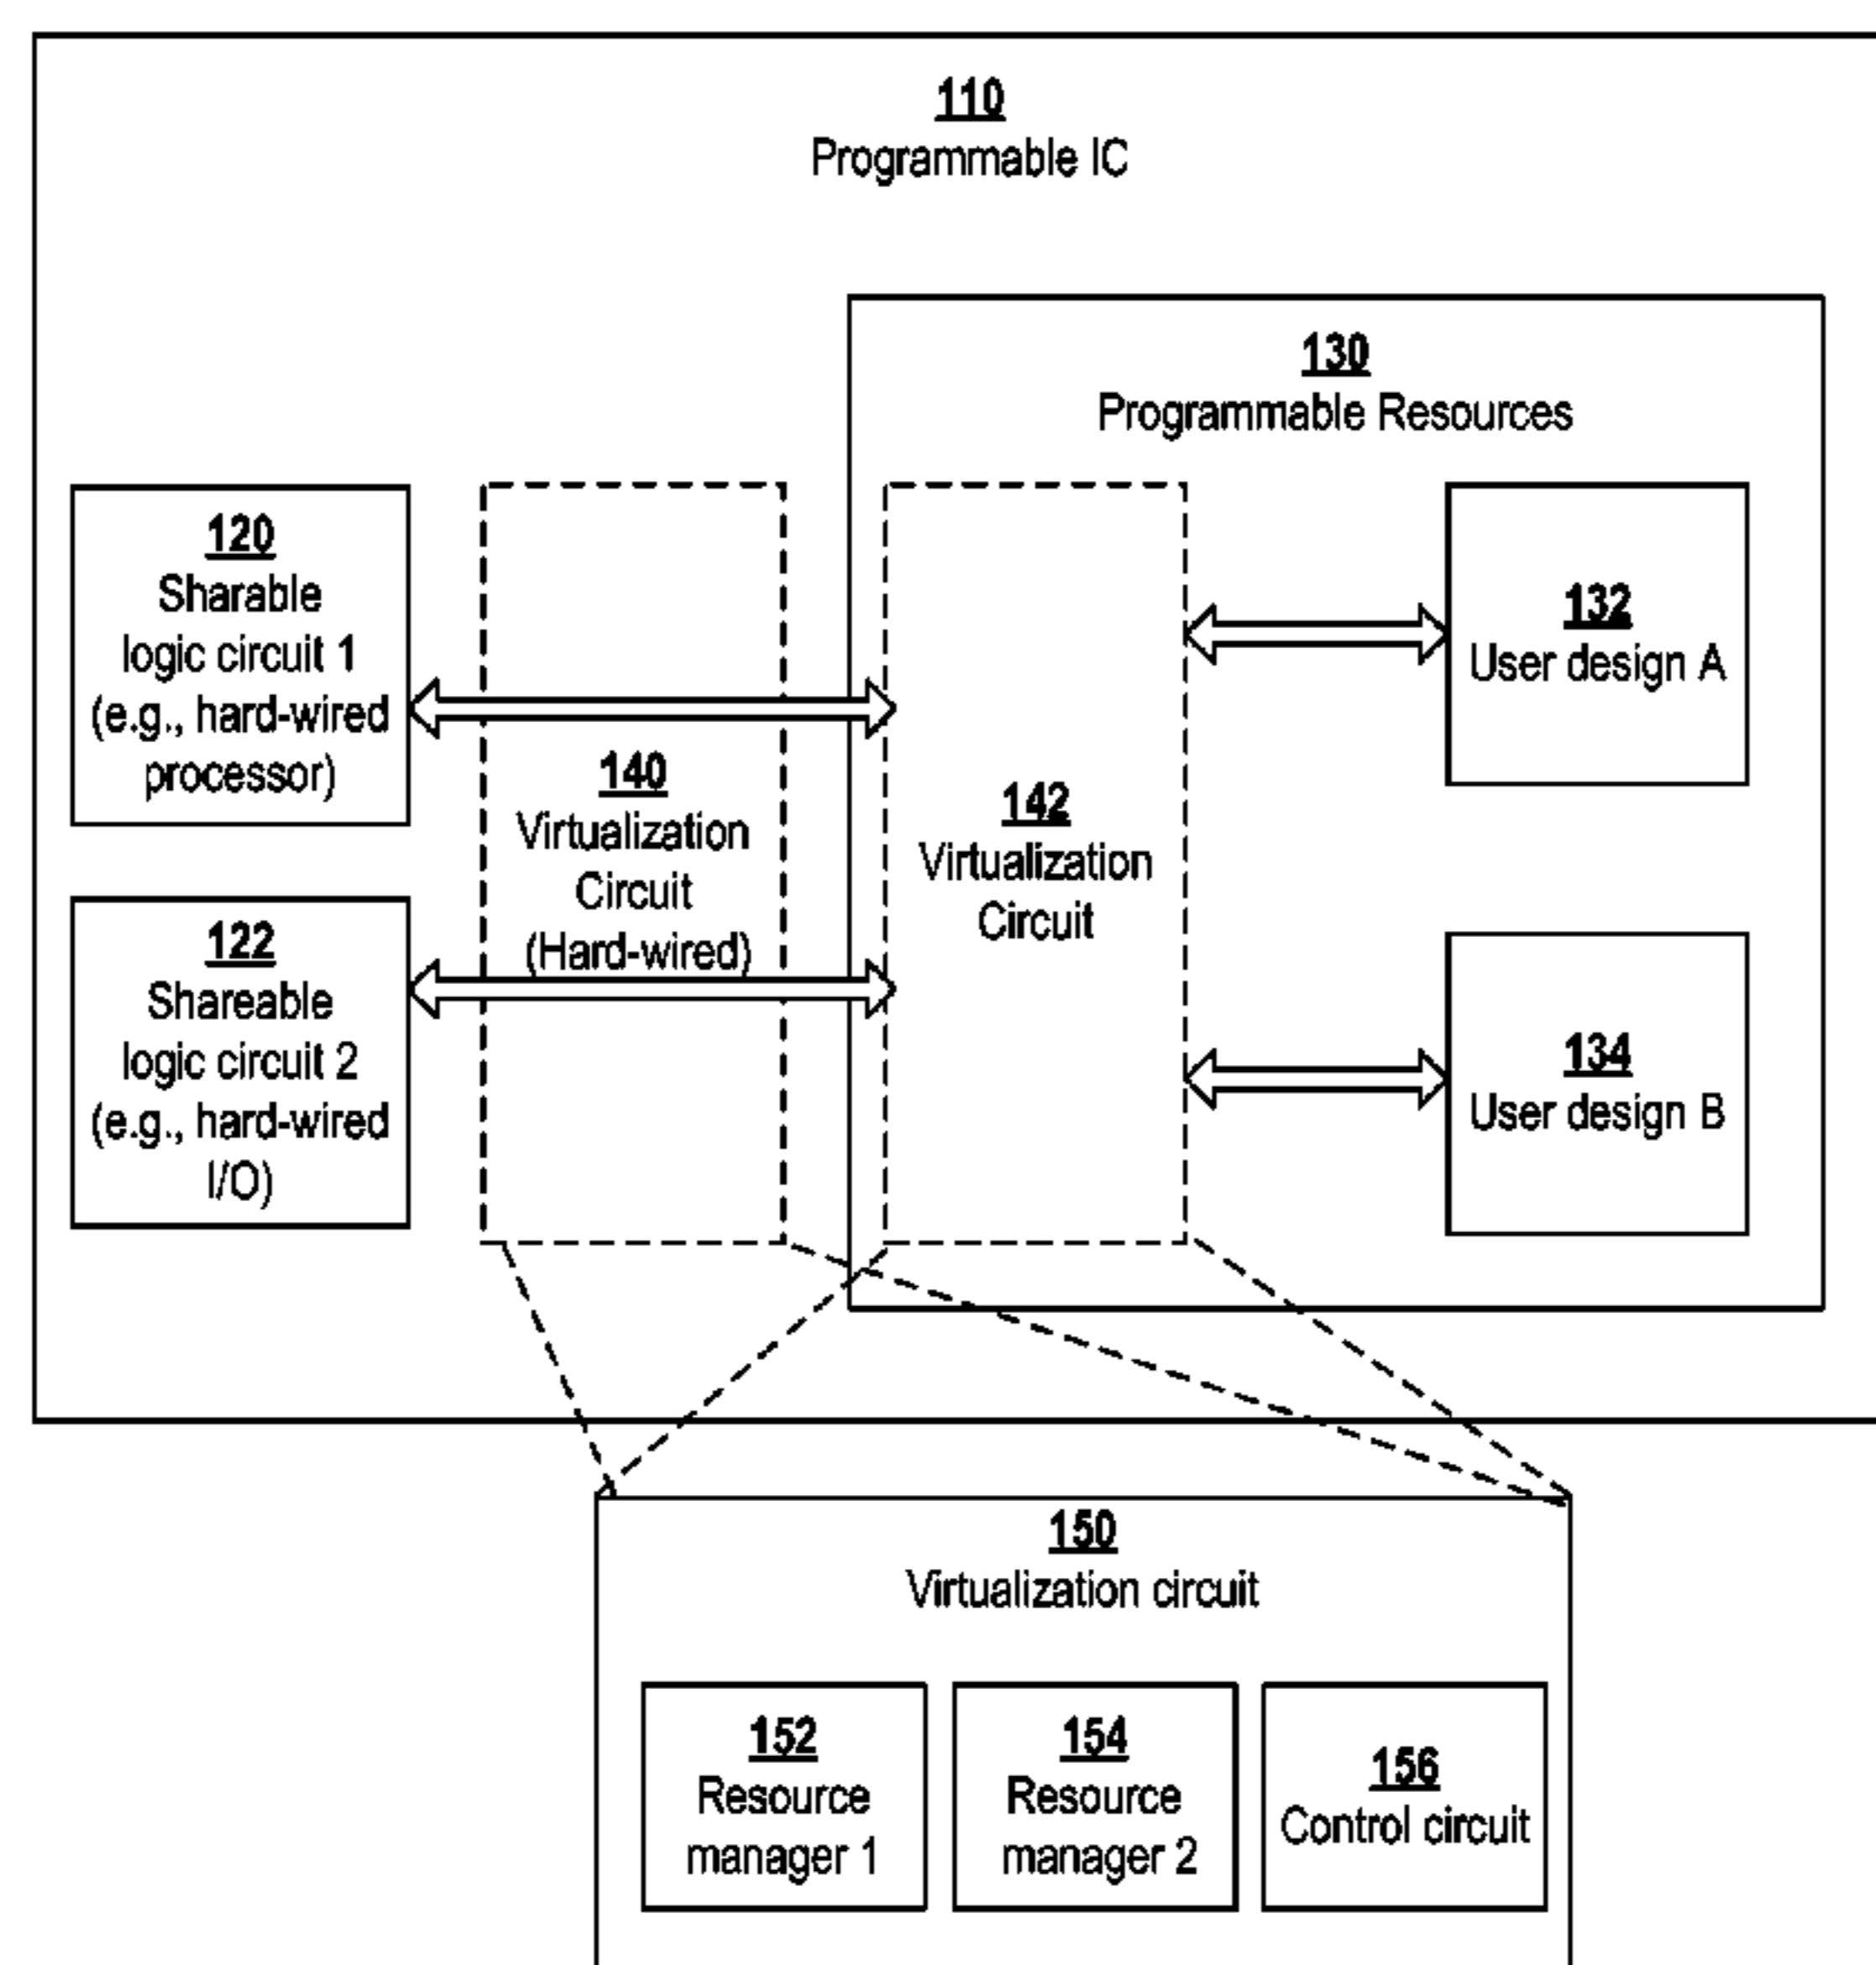 110
Programmable IC
130
Programmable Resources
120
Sharable
logic circuit 1
(e.g., hard-wired
processor)
122
Shareable
logic circuit 2
(e.g., hard-wired
I/O)
140
Virtualization
Circuit
(Hard-wired)
142
Virtualization
Circuit
132
User design A
134
User design B
150
Virtualization circuit
152
Resource
manager 1
154
Resource
manager 2
156
Control circuit